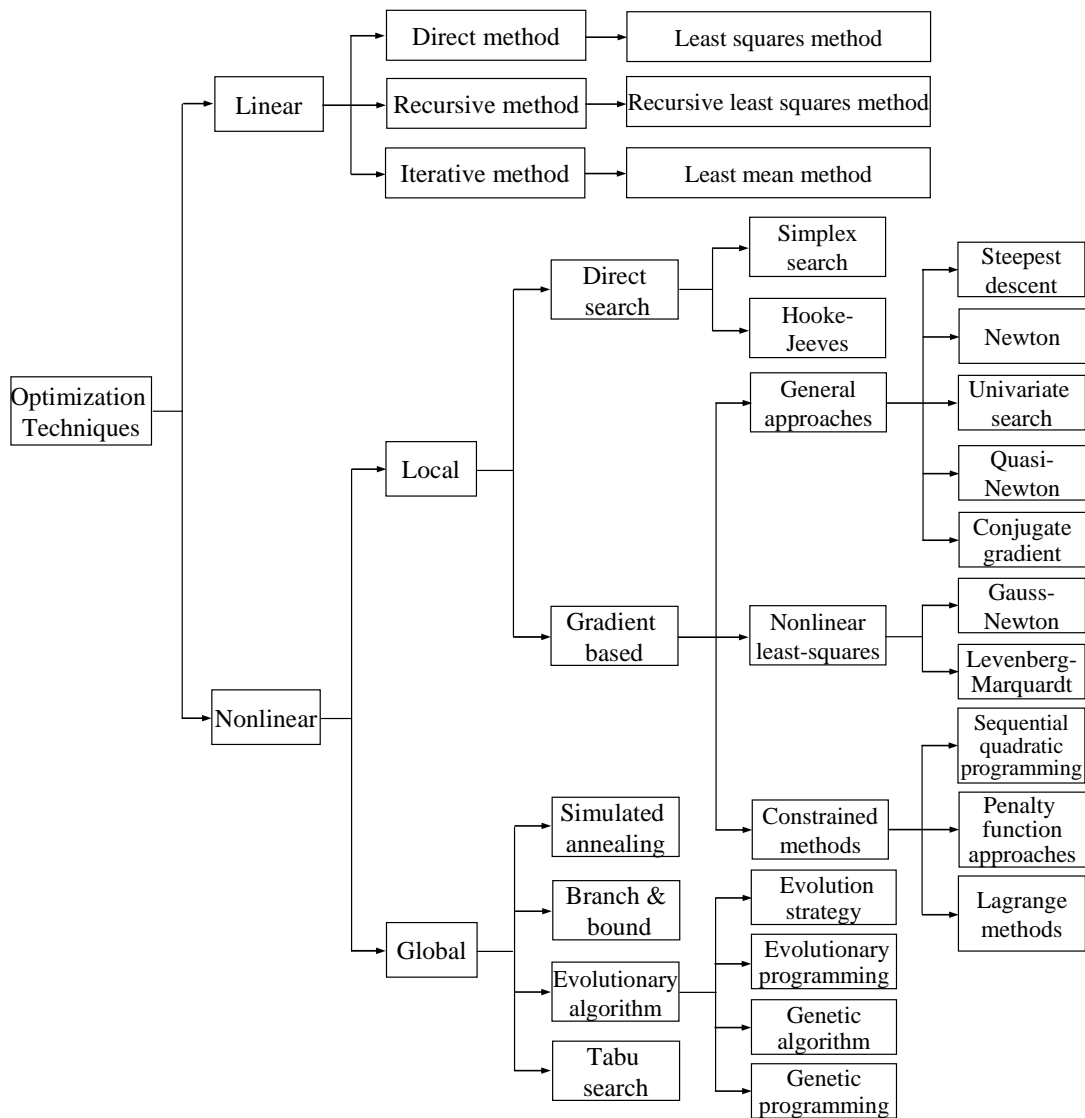 Direct method
Least squares method
Linear
Recursive method
Recursive least squares method
Iterative method
Least mean method
Simplex
search
Steepest
descent
Direct
search
Hooke-
Jeeves
Newton
Optimization
Techniques
General
approaches
Univariate
search
Local
Quasi-
Newton
Conjugate
gradient
Gradient
based
Nonlinear
least-squares
Gauss-
Newton
Levenberg-
Marquardt
Nonlinear
Sequential
quadratic
programming
Simulated
annealing
Constrained
methods
Penalty
function
approaches
Branch &
bound
Evolution
strategy
Lagrange
methods
Global
Evolutionary
algorithm
Evolutionary
programming
Genetic
algorithm
Tabu
search
Genetic
programming